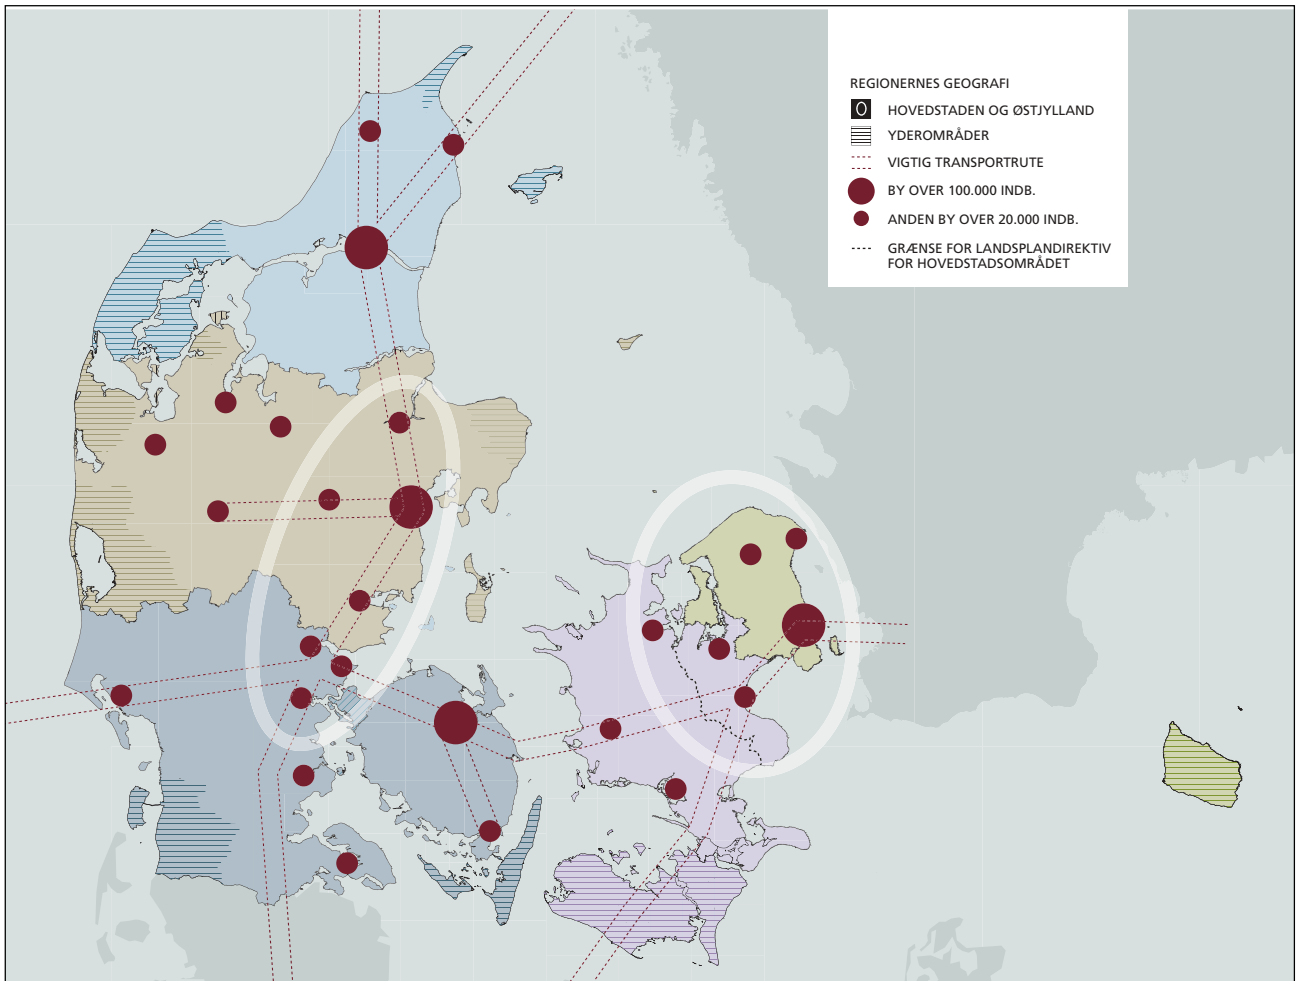 REGIONERNES GEOGRAFI
HOVEDSTADEN OG ØSTJYLLAND
YDEROMRÅDER
VIGTIG TRANSPORTRUTE
BY OVER 100.000 INDB.
ANDEN BY OVER 20.000 INDB.
GRÆNSE FOR LANDSPLANDIREKTIV
FOR HOVEDSTADSOMRÅDET